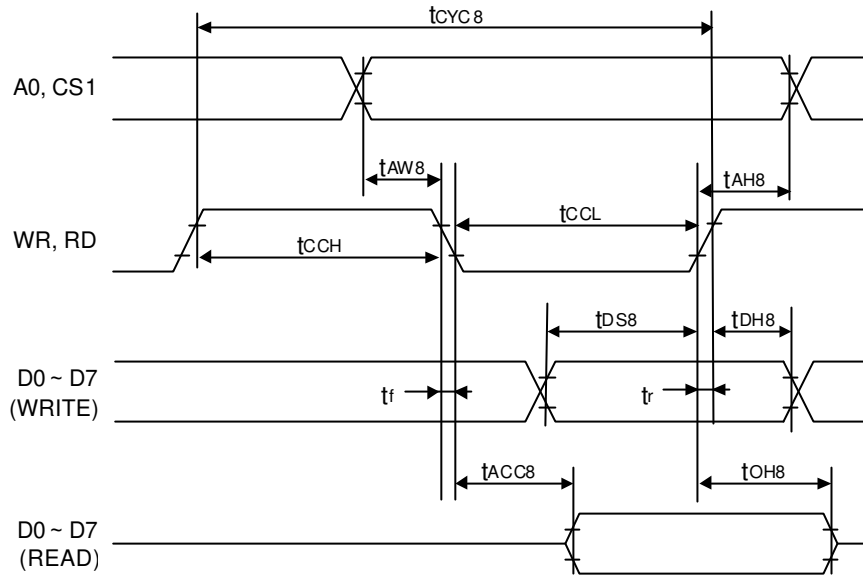 tCYC8
A0, CS1
tAW8
tAH8
WR, RD
tCCH
tCCL
tDS8
tDH8
D0 ~ D7
(WRITE)
tf
tr
tACC8
tOH8
D0 ~ D7
(READ)